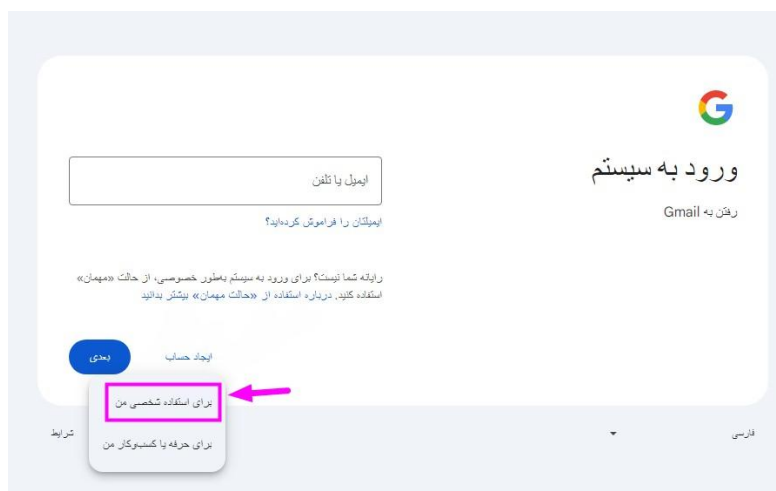 ورود به سیستم
رفتن به Gmail
ایمیل یا تلفن
ایمیلتان را فراموش کرده‌اید؟
رایانه شما نیست؟ برای ورود به سیستم به‌طور خصوصی، از حالت «مهمان»
استفاده کنید. درباره استفاده از «حالت مهمان» بیشتر بدانید
ایجاد حساب
بعدی
برای استفاده شخصی من
برای حرفه یا کسب‌وکار من
فارسی
شرایط